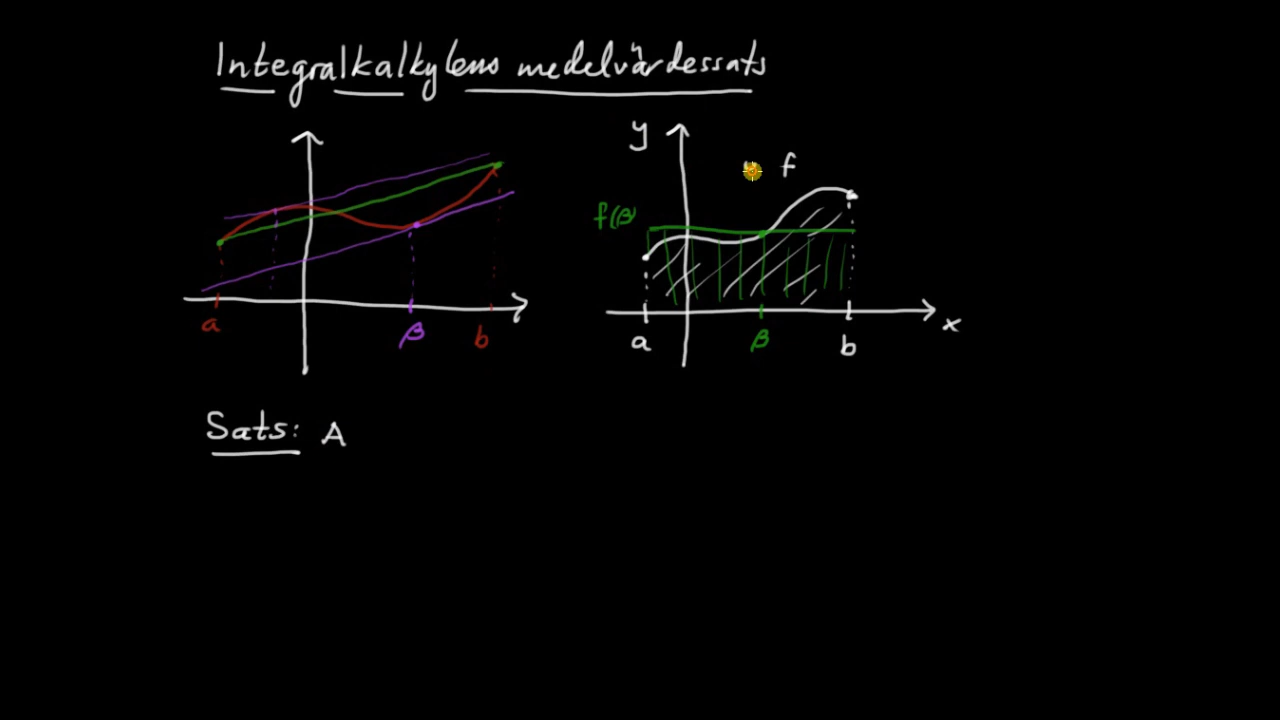 Integralkalkylens medelvärdessats
y
f
f(β)
a
β
b
a
β
b
x
Sats: A